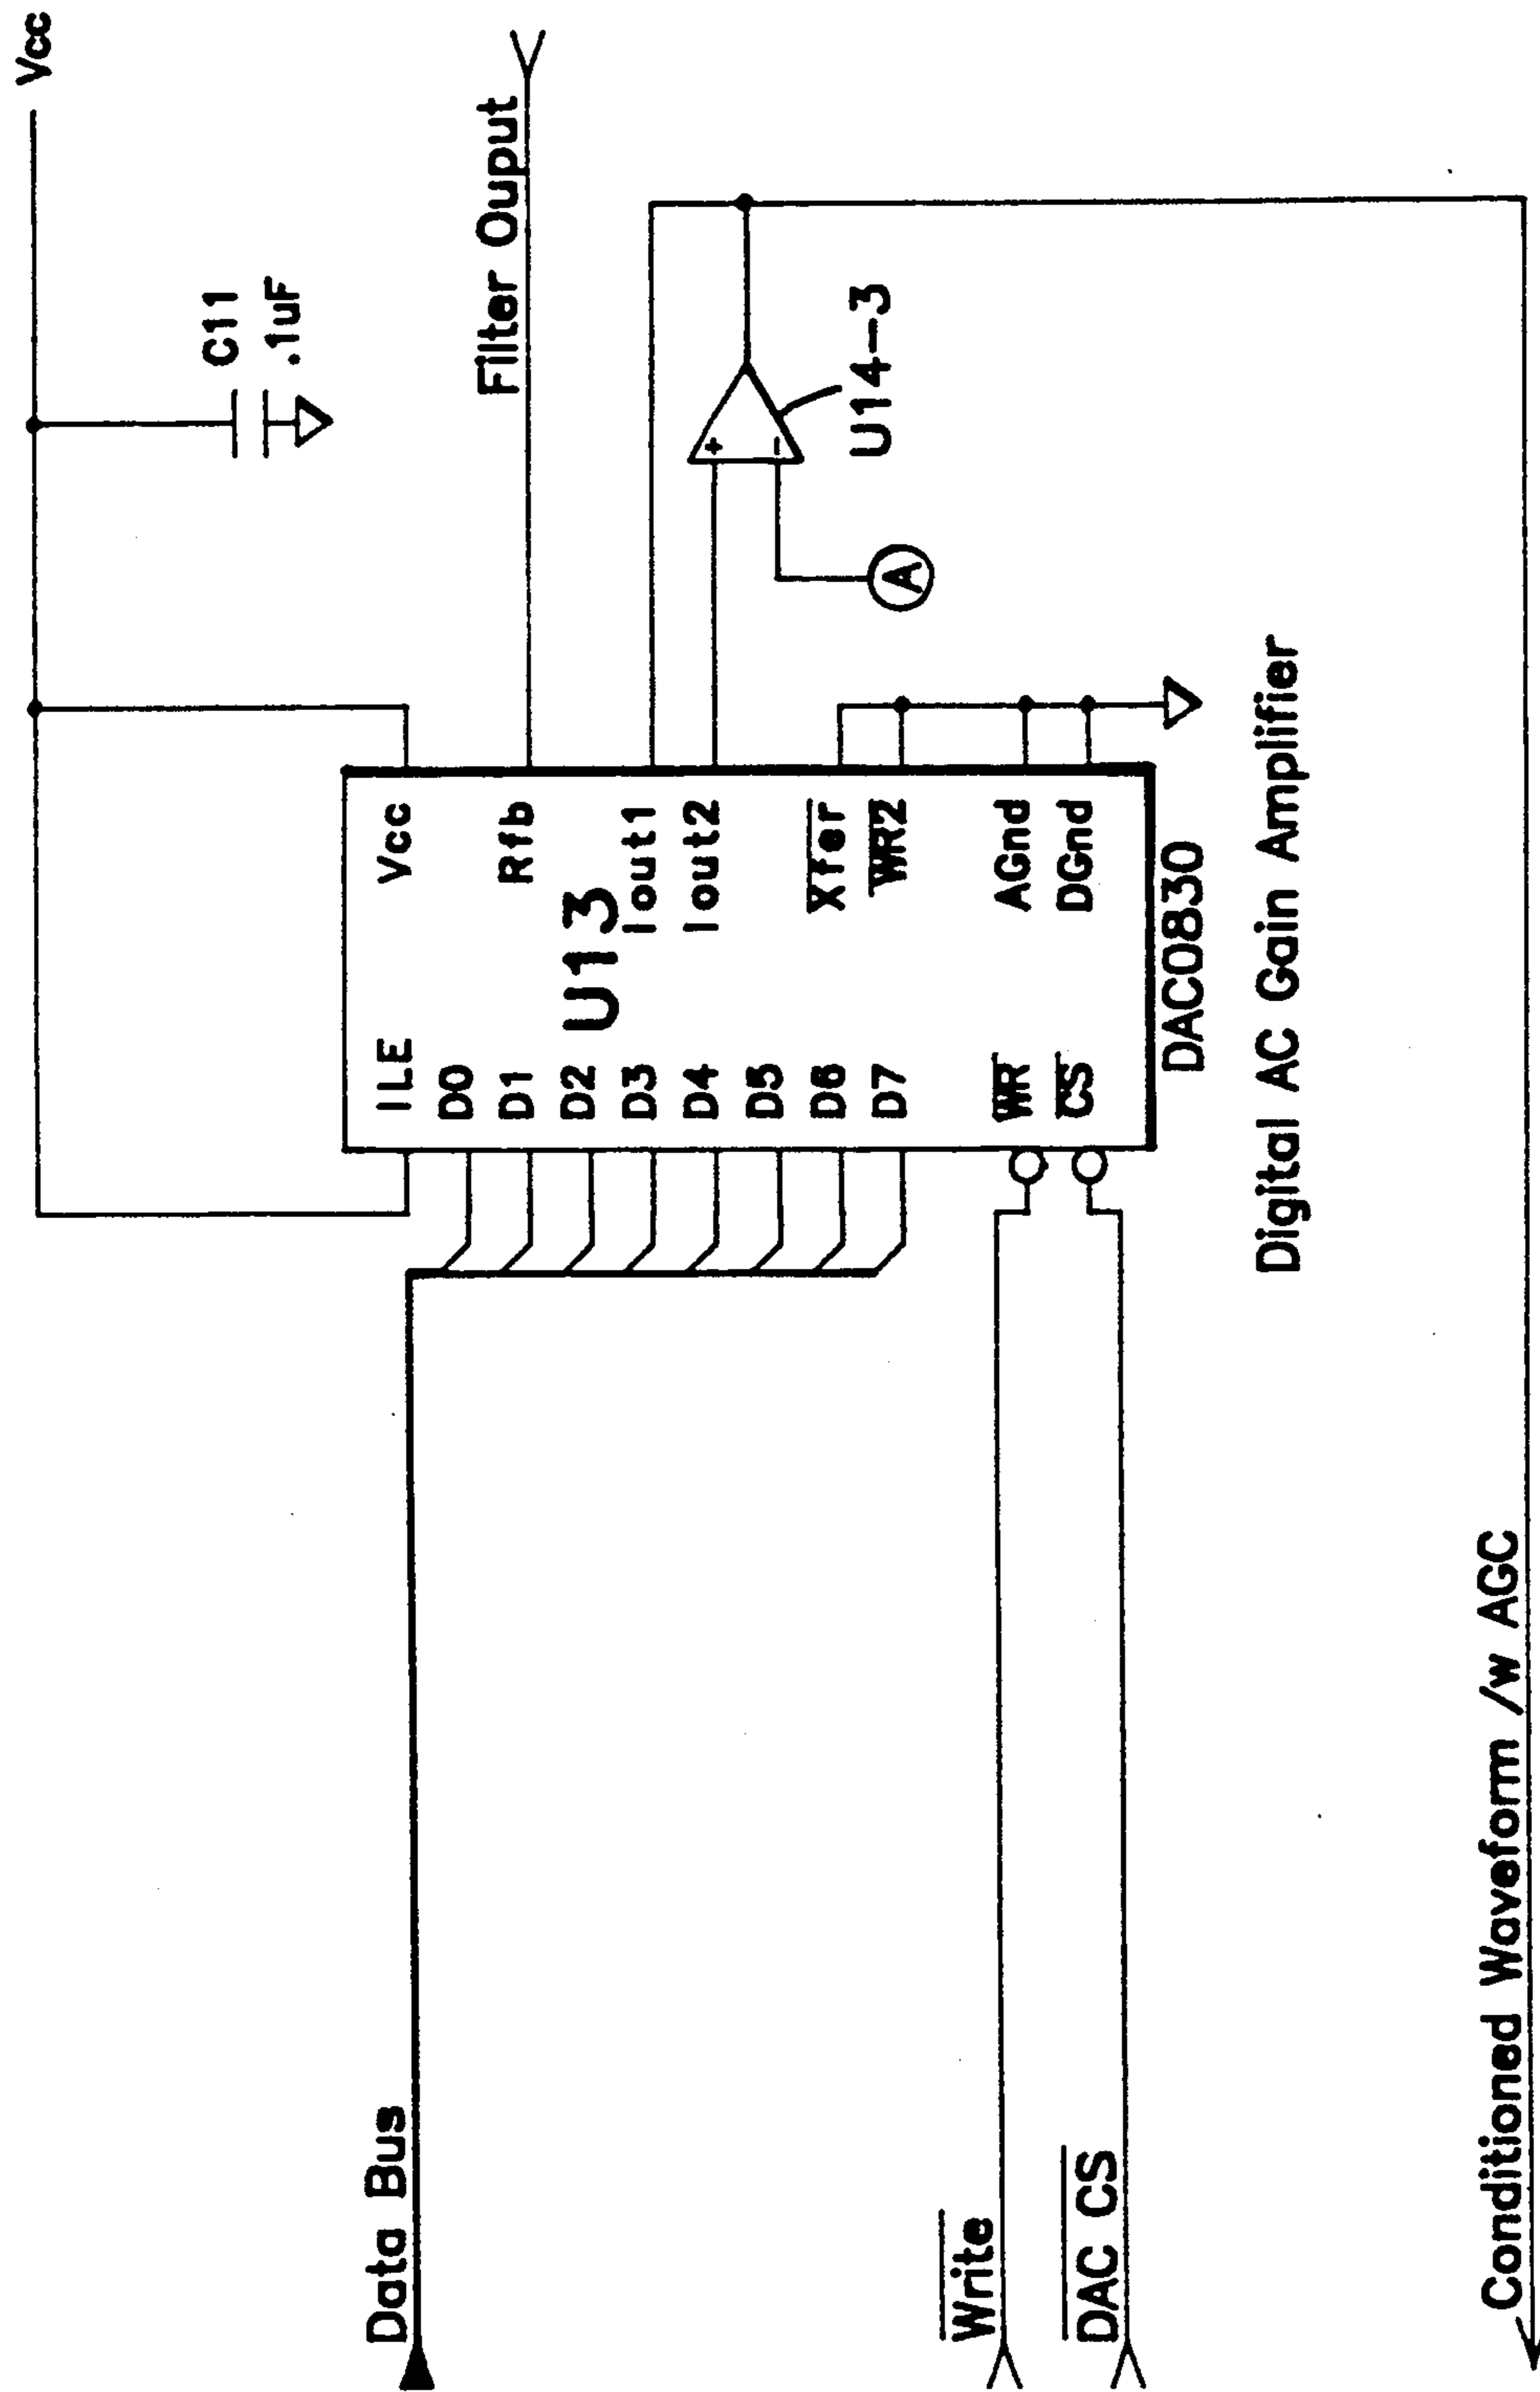 Vcc
C11
.1uF
Filter Ouput
ILE
Vcc
D0
D1
Rfb
D2
U13
D3
Iout1
D4
Iout2
D5
D6
Xfer
D7
WR2
WR
AGnd
CS
DGnd
DAC0830
+
−
U14-3
A
Data Bus
Write
DAC CS
Digital AC Gain Amplifier
Conditioned Waveform /w AGC